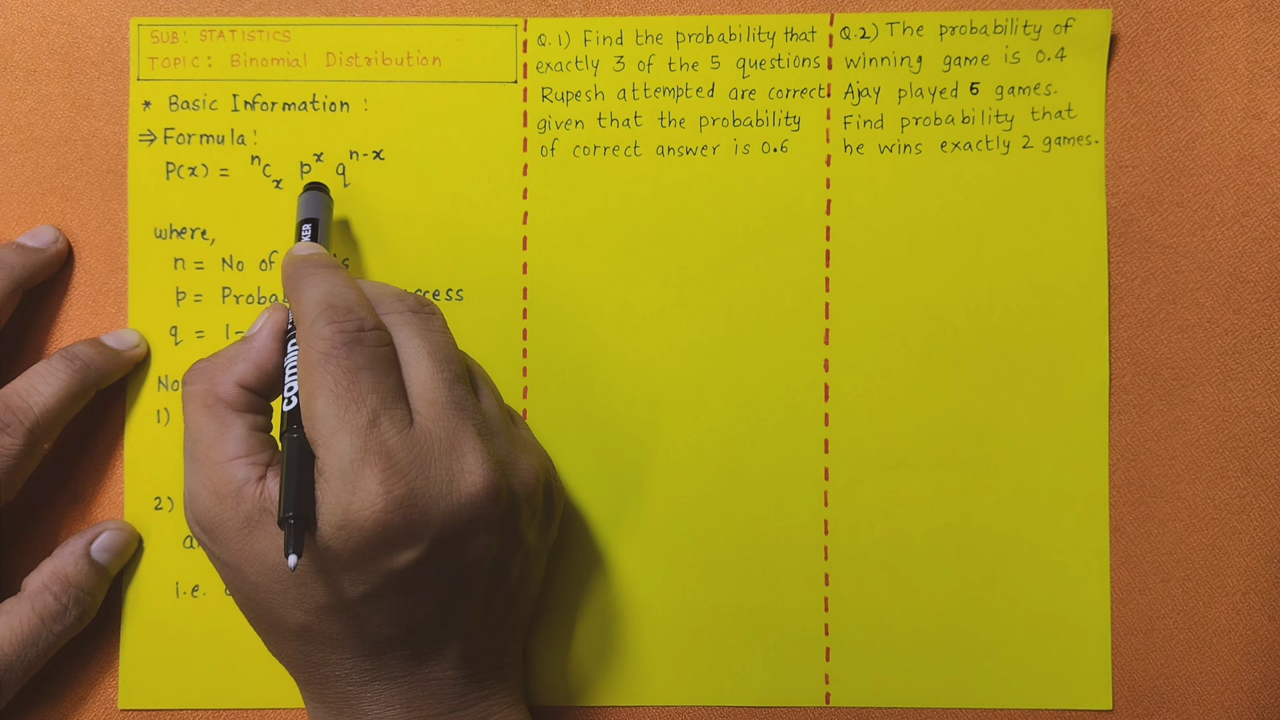 SUB: STATISTICS
TOPIC: Binomial Distribution
* Basic Information :
⇒ Formula :
P(x) = ⁿCₓ pˣ qⁿ⁻ˣ
where,
n = No of
p = Proba
q = 1-
No
1)
2)
i.e.
Q.1) Find the probability that
exactly 3 of the 5 questions
Rupesh attempted are correct
given that the probability
of correct answer is 0.6
Q.2) The probability of
winning game is 0.4
Ajay played 5 games.
Find probability that
he wins exactly 2 games.
camlin
KER